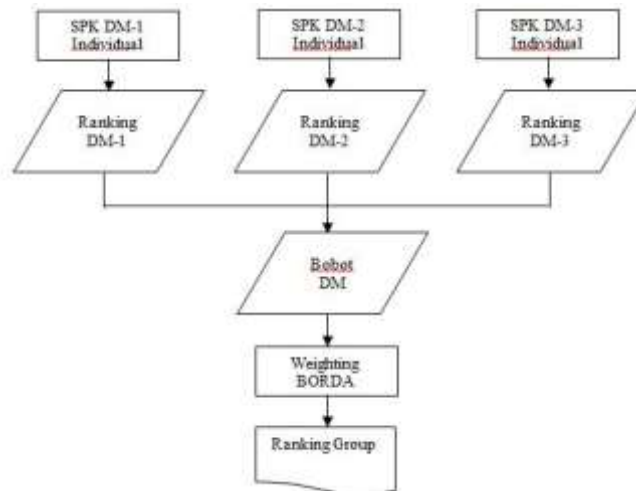 SPK DM-1
Individual
SPK DM-2
Individual
SPK DM-3
Individual
Ranking
DM-1
Ranking
DM-2
Ranking
DM-3
Bobot
DM
Weighting
BORDA
Ranking Group